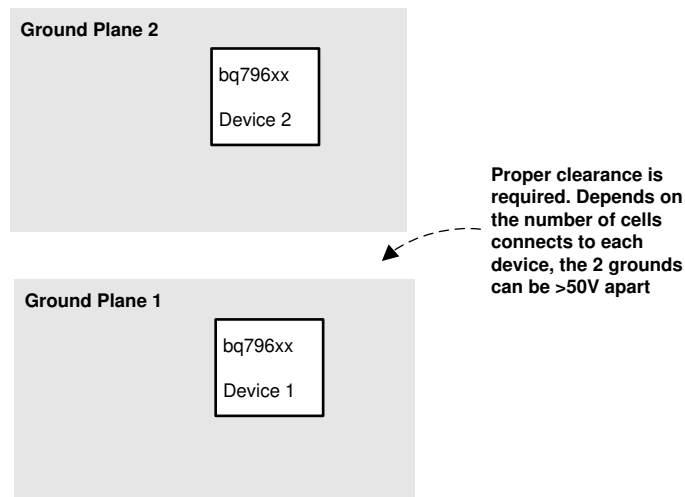 Ground Plane 2
bq796xx
Device 2
Proper clearance is
required. Depends on
the number of cells
connects to each
device, the 2 grounds
can be >50V apart
Ground Plane 1
bq796xx
Device 1